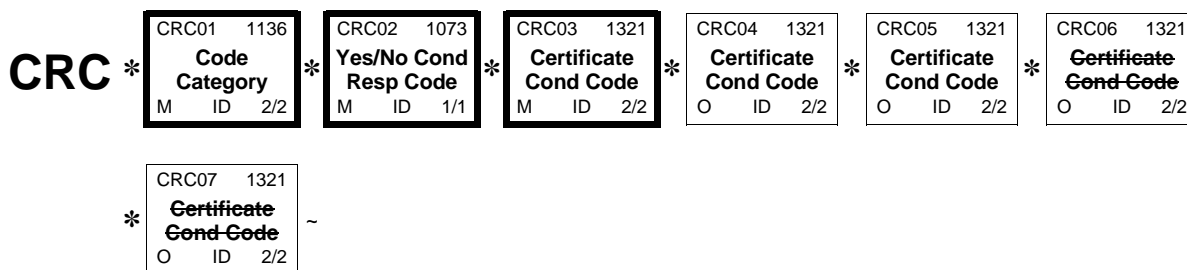 CRC * CRC01 1136 * CRC02 1073 * CRC03 1321 * CRC04 1321 * CRC05 1321 * CRC06 1321
Code Category Yes/No Cond Resp Code Certificate Cond Code Certificate Cond Code Certificate Cond Code Certificate Cond Code
M ID 2/2 M ID 1/1 M ID 2/2 O ID 2/2 O ID 2/2 O ID 2/2
* CRC07 1321 ~
Certificate
Cond Code
O ID 2/2